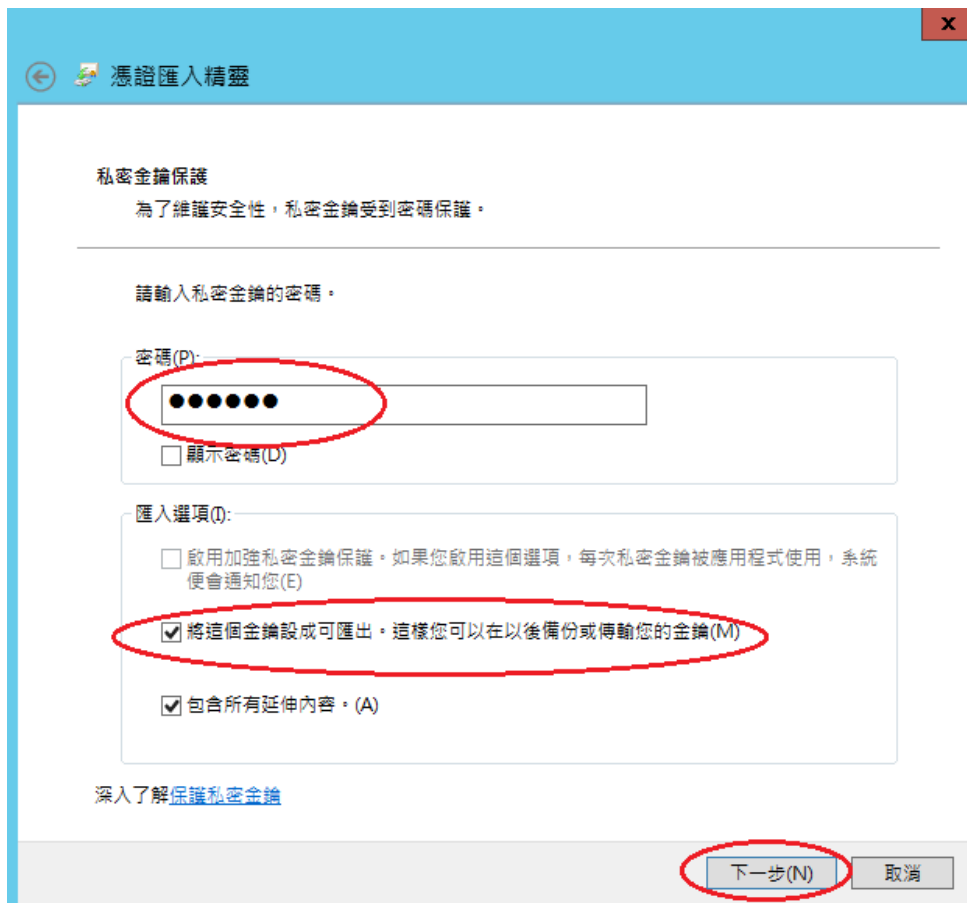 x
憑證匯入精靈
私密金鑰保護
為了維護安全性，私密金鑰受到密碼保護。
請輸入私密金鑰的密碼。
密碼(P):
●●●●●●
顯示密碼(D)
匯入選項(I):
啟用加強私密金鑰保護。如果您啟用這個選項，每次私密金鑰被應用程式使用，系統
便會通知您(E)
將這個金鑰設成可匯出。這樣您可以在以後備份或傳輸您的金鑰(M)
包含所有延伸內容。(A)
深入了解保護私密金鑰
下一步(N)
取消